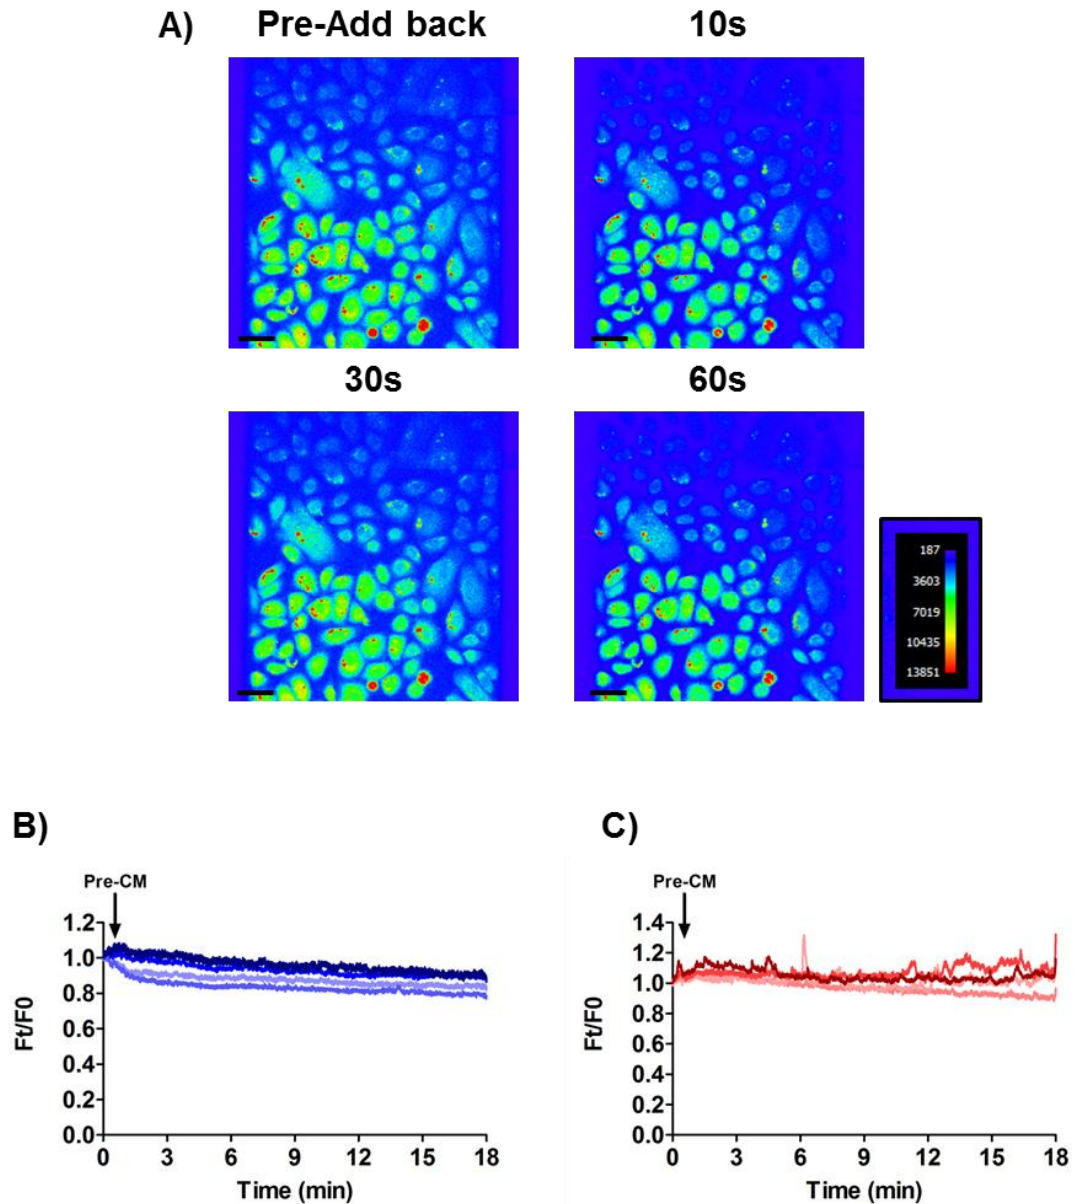 A)
Pre-Add back
10s
30s
60s
187
3603
7019
10435
13851
B)
Pre-CM
1.2
1.0
0.8
0.6
0.4
0.2
0.0
Ft/F0
0 3 6 9 12 15 18
Time (min)
C)
Pre-CM
1.4
1.2
1.0
0.8
0.6
0.4
0.2
0.0
Ft/F0
0 3 6 9 12 15 18
Time (min)